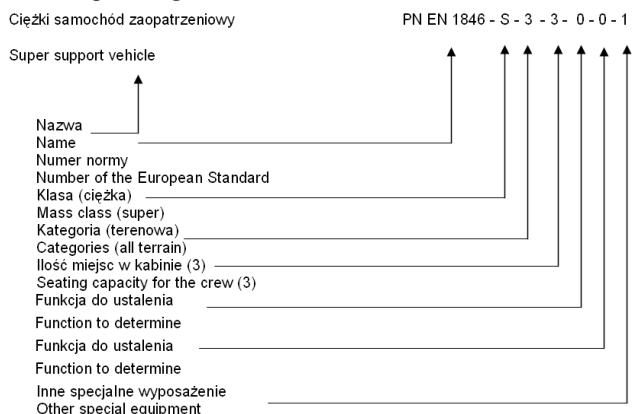 Ciężki samochód zaopatrzeniowy PN EN 1846 - S - 3 - 3 - 0 - 0 - 1
Super support vehicle
Nazwa
Name
Numer normy
Number of the European Standard
Klasa (ciężka)
Mass class (super)
Kategoria (terenowa)
Categories (all terrain)
Ilość miejsc w kabinie (3)
Seating capacity for the crew (3)
Funkcja do ustalenia
Function to determine
Funkcja do ustalenia
Function to determine
Inne specjalne wyposażenie
Other special equipment